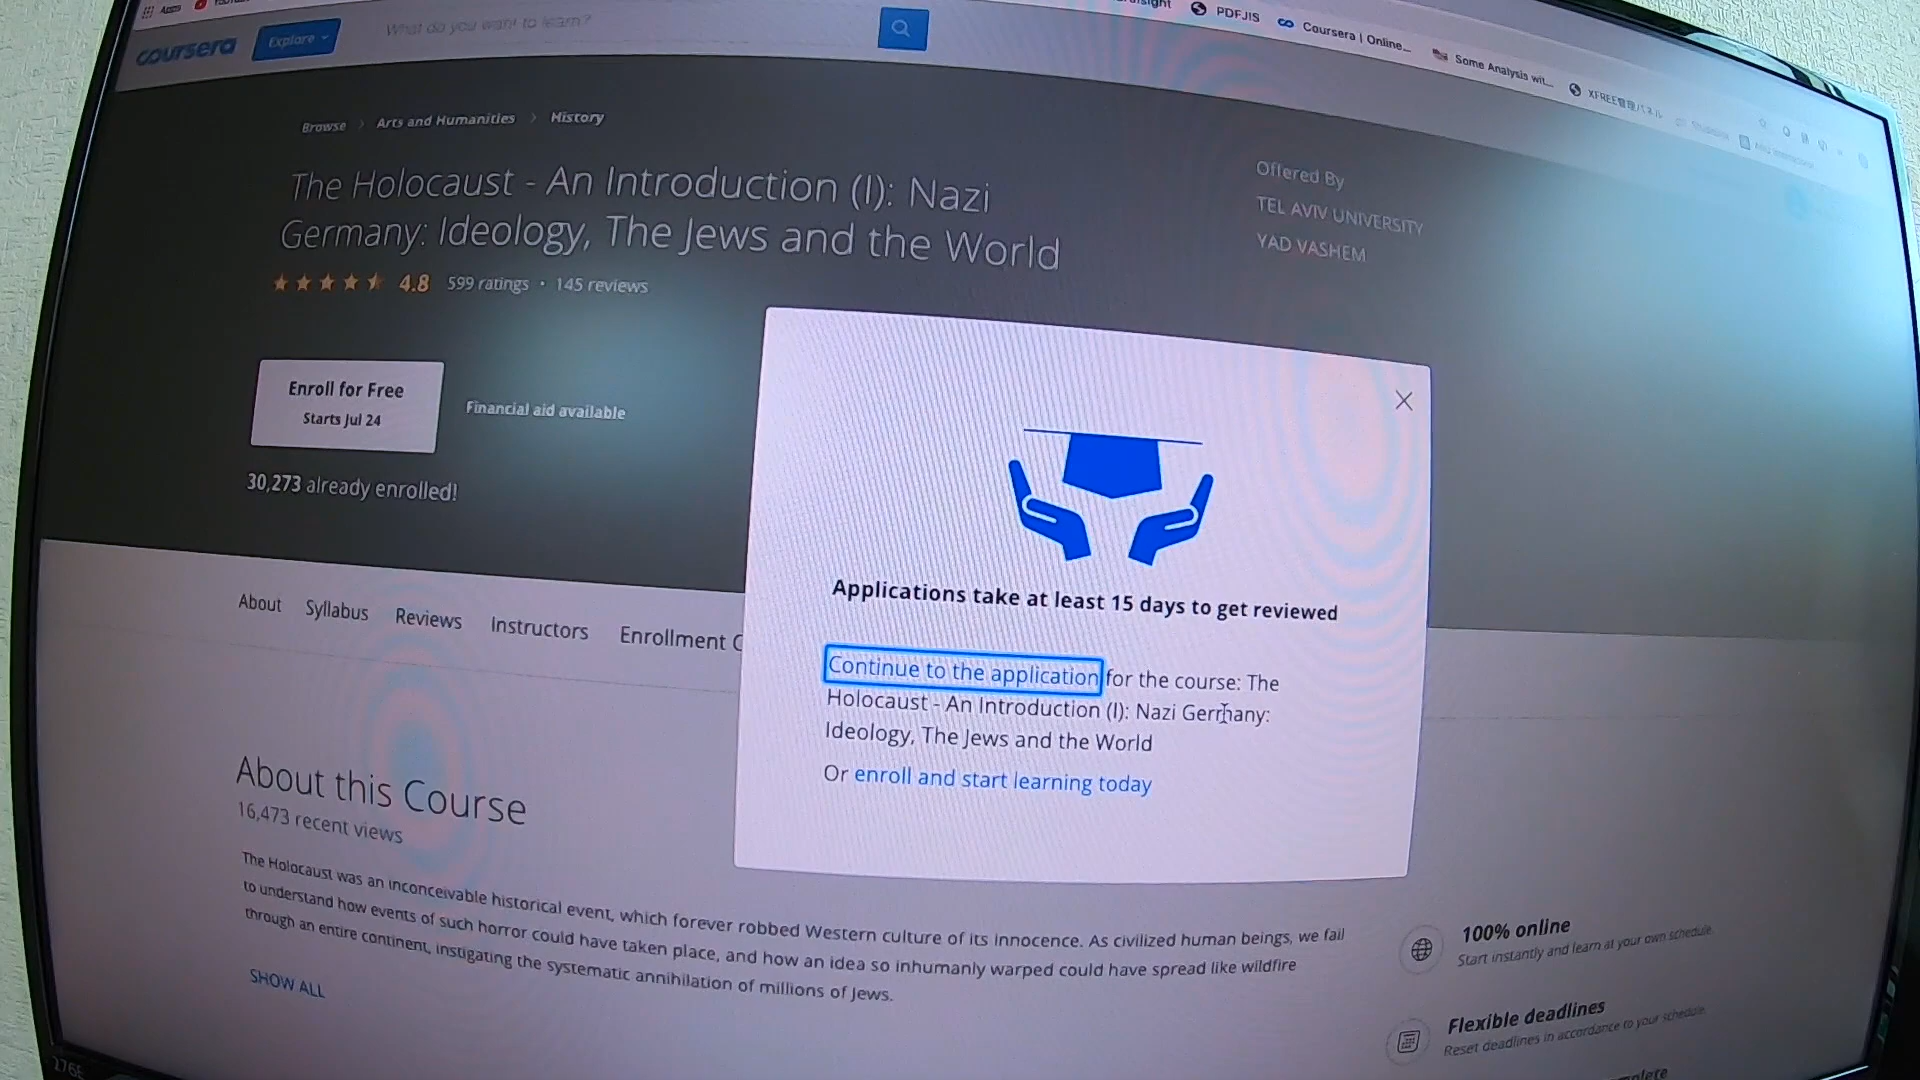 Apps
PDFJIS
Coursera | Online...
Some Analysis wit...
coursera
Explore
What do you want to learn?
Browse > Arts and Humanities > History
The Holocaust - An Introduction (I): Nazi
Germany: Ideology, The Jews and the World
4.8 599 ratings • 145 reviews
Offered By
TEL AVIV UNIVERSITY
YAD VASHEM
Enroll for Free
Starts Jul 24
Financial aid available
30,273 already enrolled!
About Syllabus Reviews Instructors Enrollment
Applications take at least 15 days to get reviewed
Continue to the application for the course: The
Holocaust - An Introduction (I): Nazi Germany:
Ideology, The Jews and the World
Or enroll and start learning today
About this Course
16,473 recent views
The Holocaust was an inconceivable historical event, which forever robbed Western culture of its innocence. As civilized human beings, we fail
to understand how events of such horror could have taken place, and how an idea so inhumanly warped could have spread like wildfire
through an entire continent, instigating the systematic annihilation of millions of Jews.
SHOW ALL
100% online
Start instantly and learn at your own schedule.
Flexible deadlines
Reset deadlines in accordance to your schedule.